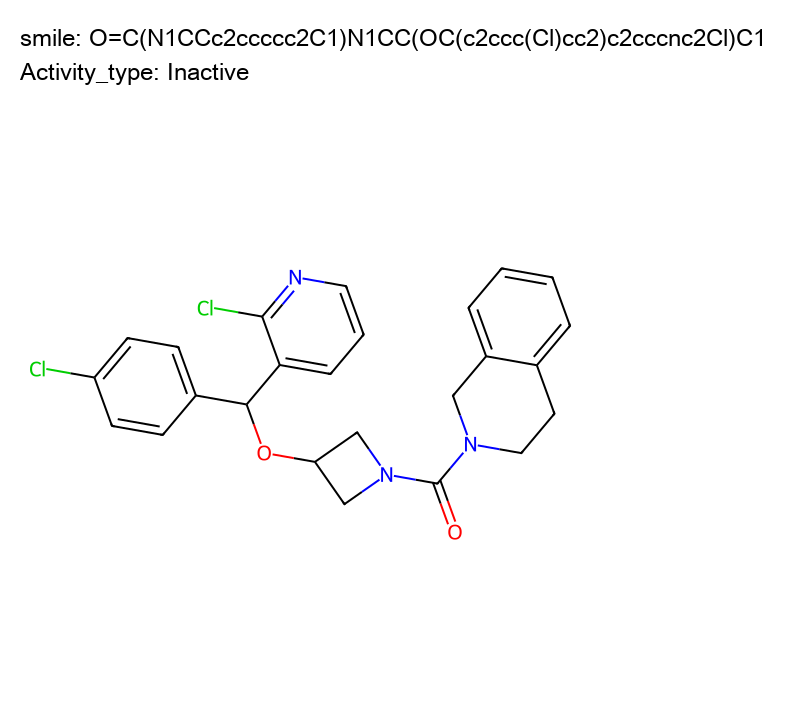 smile: O=C(N1CCc2ccccc2C1)N1CC(OC(c2ccc(Cl)cc2)c2cccnc2Cl)C1
Activity_type: Inactive
N
Cl
Cl
N
O
N
O